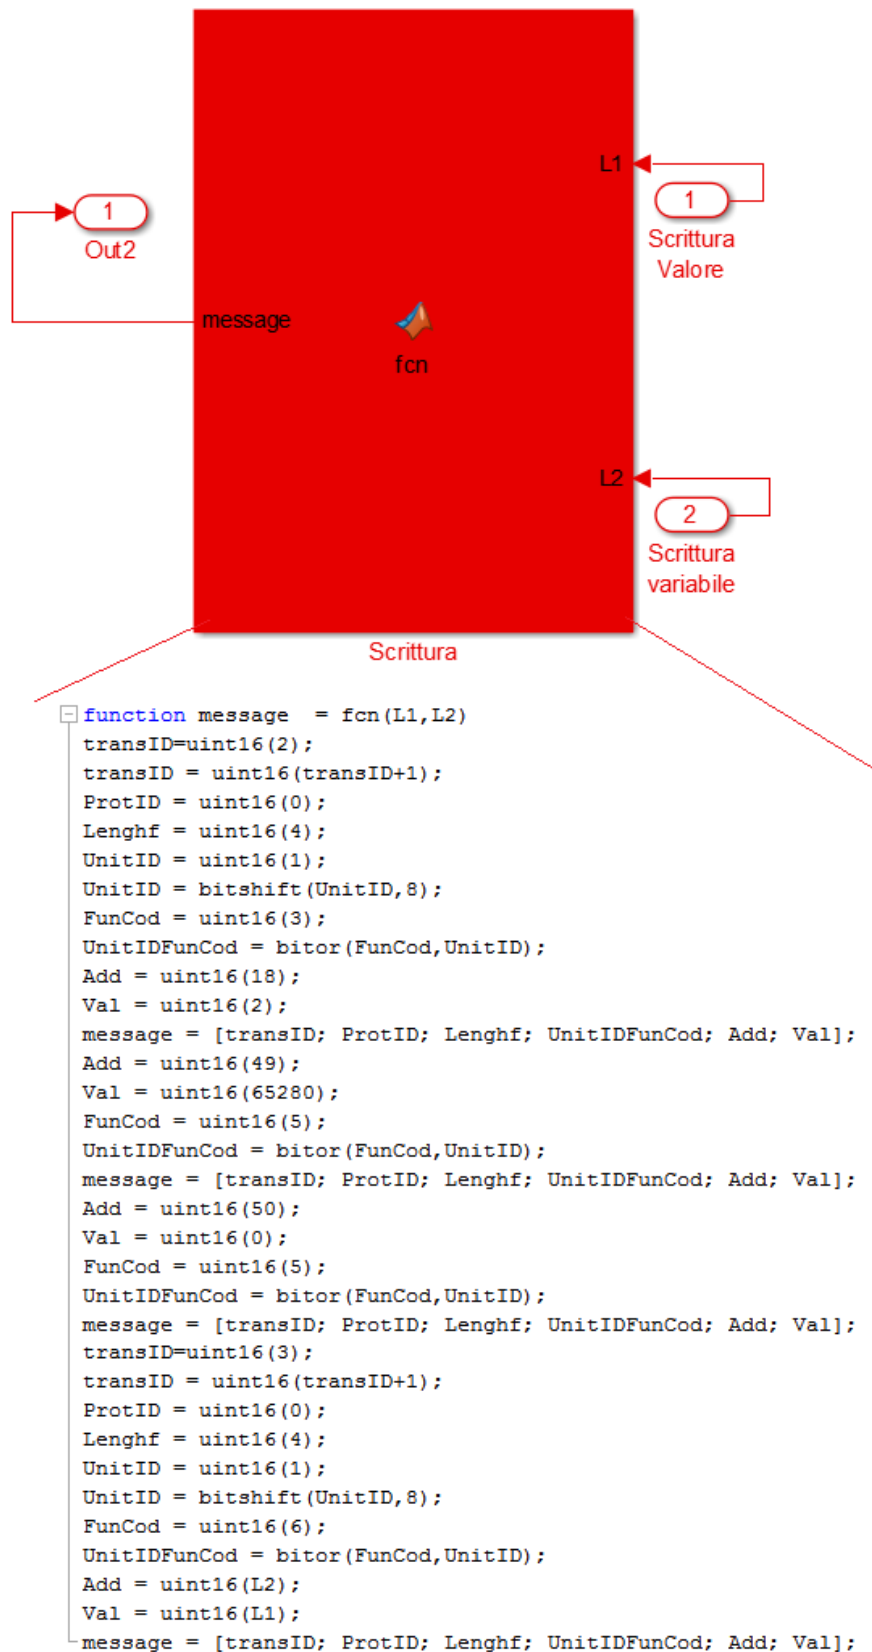 L1
1
Scrittura
Valore
1
Out2
message
fcn
L2
2
Scrittura
variabile
Scrittura
function message  = fcn(L1,L2)
transID=uint16(2);
transID = uint16(transID+1);
ProtID = uint16(0);
Lenghf = uint16(4);
UnitID = uint16(1);
UnitID = bitshift(UnitID,8);
FunCod = uint16(3);
UnitIDFunCod = bitor(FunCod,UnitID);
Add = uint16(18);
Val = uint16(2);
message = [transID; ProtID; Lenghf; UnitIDFunCod; Add; Val];
Add = uint16(49);
Val = uint16(65280);
FunCod = uint16(5);
UnitIDFunCod = bitor(FunCod,UnitID);
message = [transID; ProtID; Lenghf; UnitIDFunCod; Add; Val];
Add = uint16(50);
Val = uint16(0);
FunCod = uint16(5);
UnitIDFunCod = bitor(FunCod,UnitID);
message = [transID; ProtID; Lenghf; UnitIDFunCod; Add; Val];
transID=uint16(3);
transID = uint16(transID+1);
ProtID = uint16(0);
Lenghf = uint16(4);
UnitID = uint16(1);
UnitID = bitshift(UnitID,8);
FunCod = uint16(6);
UnitIDFunCod = bitor(FunCod,UnitID);
Add = uint16(L2);
Val = uint16(L1);
message = [transID; ProtID; Lenghf; UnitIDFunCod; Add; Val];